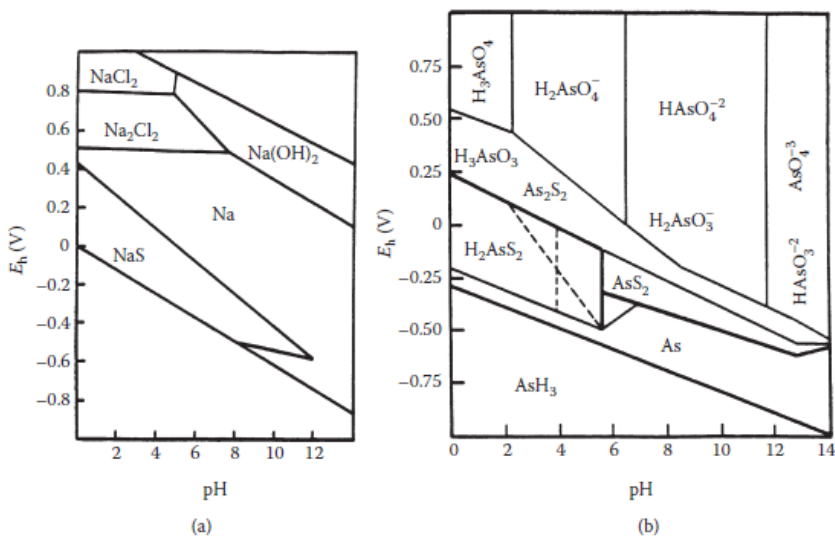 0.8
0.6
0.4
0.2
0
−0.2
−0.4
−0.6
−0.8
E_h (V)
NaCl₂
Na₂Cl₂
Na(OH)₂
Na
NaS
2 4 6 8 10 12
pH
(a)
0.75
0.50
0.25
0
−0.25
−0.50
−0.75
E_h (V)
H₃AsO₄
H₂AsO₄⁻
HAsO₄⁻²
AsO₄⁻³
H₃AsO₃
As₂S₂
H₂AsO₃⁻
HAsO₃⁻²
H₂AsS₂
AsS₂
As
AsH₃
0 2 4 6 8 10 12 14
pH
(b)